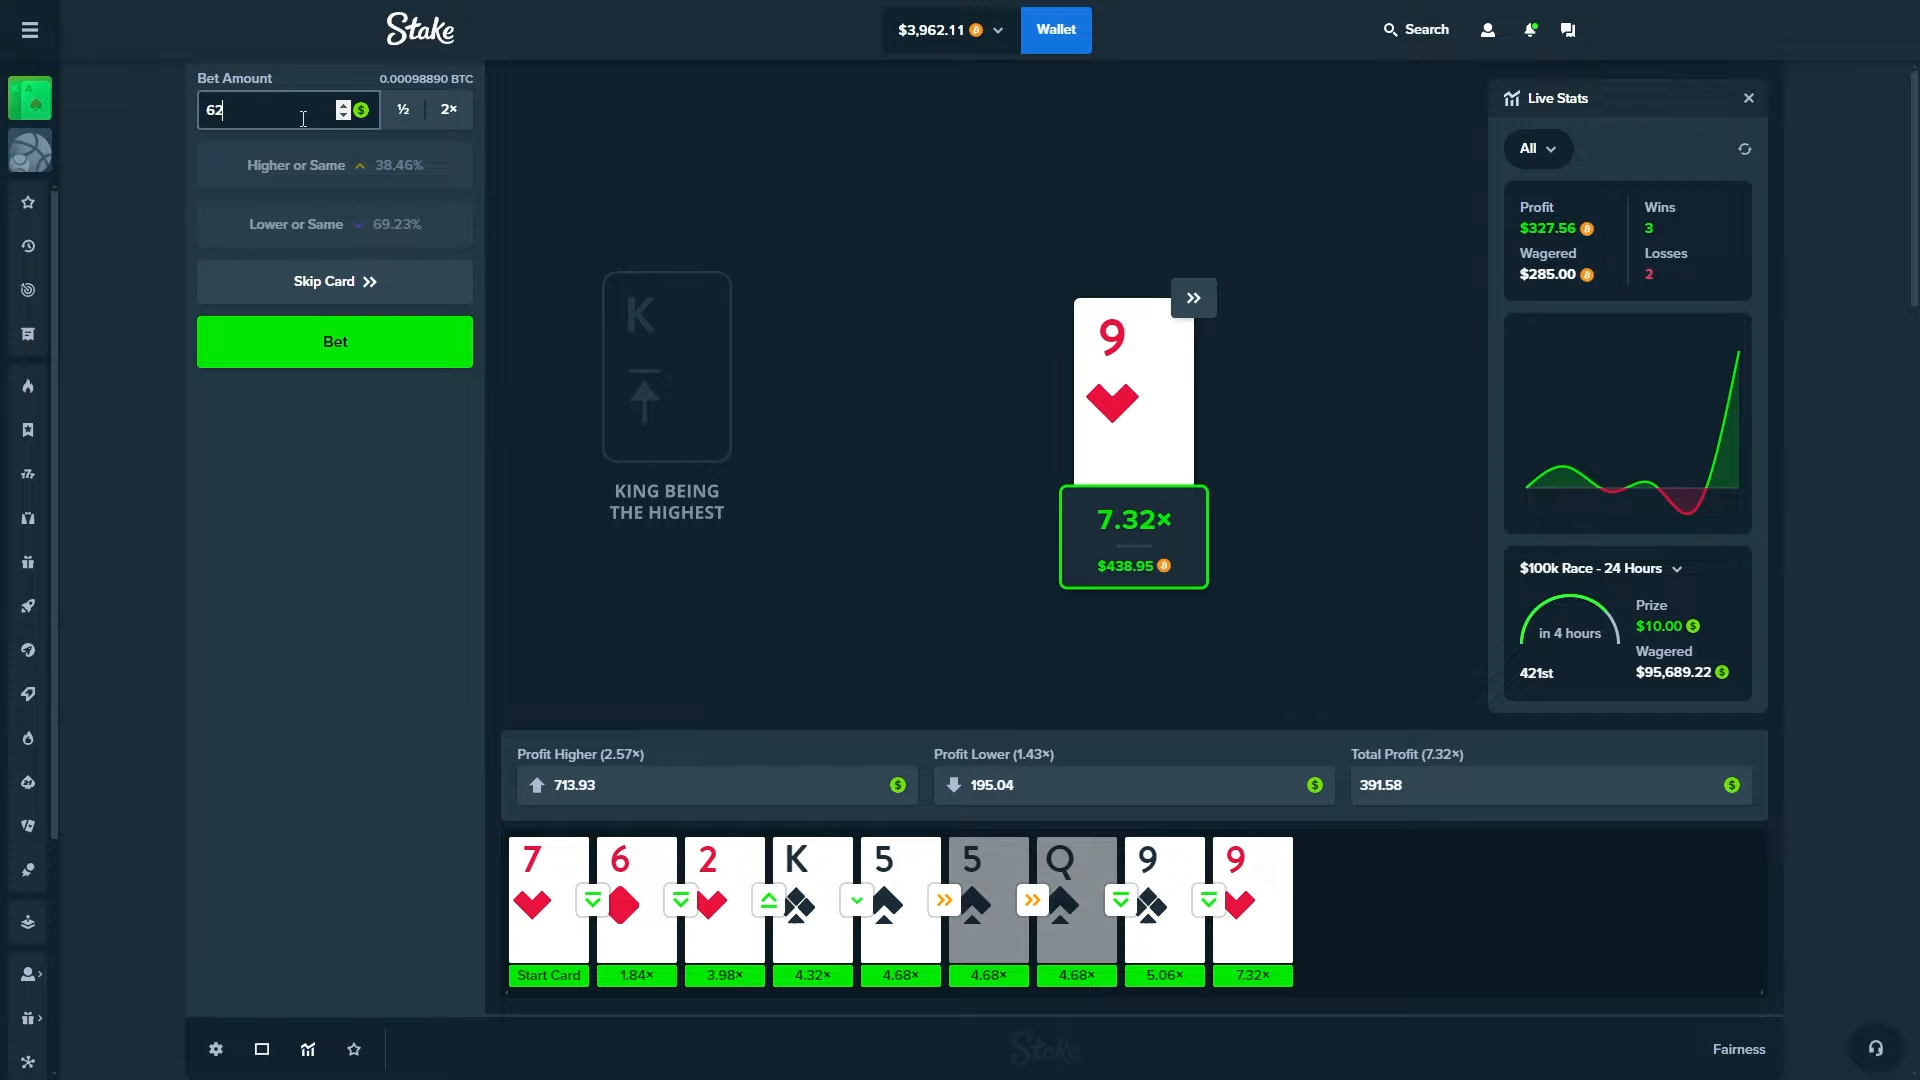 Stake
$3,962.11
Wallet
Search
Bet Amount
0.00098890 BTC
62
½
2×
Higher or Same 38.46%
Lower or Same 69.23%
Skip Card
Bet
K
KING BEING
THE HIGHEST
9
7.32×
$438.95
Live Stats
All
Profit
$327.56
Wagered
$285.00
Wins
3
Losses
2
$100k Race - 24 Hours
in 4 hours
421st
Prize
$10.00
Wagered
$95,689.22
Profit Higher (2.57×)
713.93
Profit Lower (1.43×)
195.04
Total Profit (7.32×)
391.58
7 6 2 K 5 5 Q 9 9
Start Card 1.84× 3.98× 4.32× 4.68× 4.68× 4.68× 5.06× 7.32×
Stake
Fairness